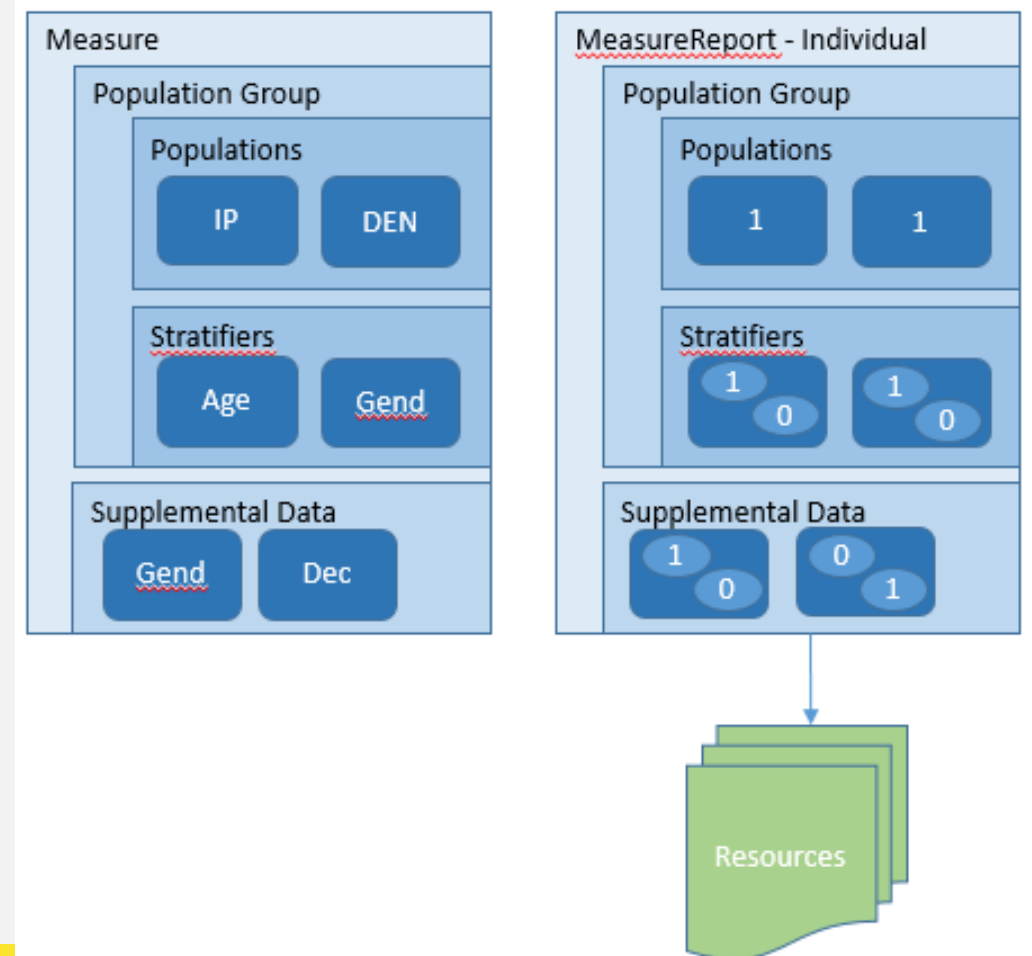 Measure
Population Group
Populations
IP DEN
Stratifiers
Age Gend
Supplemental Data
Gend Dec
MeasureReport - Individual
Population Group
Populations
1 1
Stratifiers
1 1
0 0
Supplemental Data
1 0
0 1
Resources